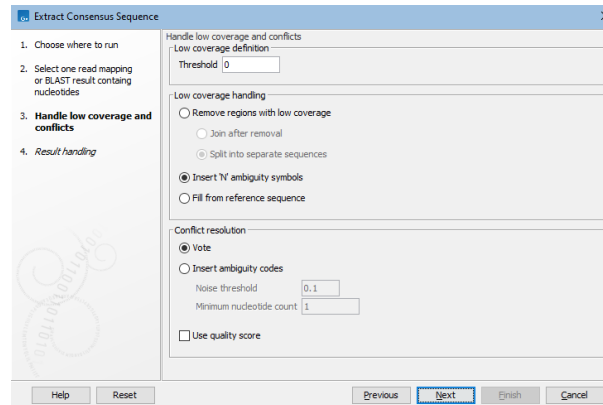 Extract Consensus Sequence
1. Choose where to run
2. Select one read mapping
or BLAST result containg
nucleotides
3. Handle low coverage and
conflicts
4. Result handling
Handle low coverage and conflicts
Low coverage definition
Threshold 0
Low coverage handling
Remove regions with low coverage
Join after removal
Split into separate sequences
Insert 'N' ambiguity symbols
Fill from reference sequence
Conflict resolution
Vote
Insert ambiguity codes
Noise threshold 0.1
Minimum nucleotide count 1
Use quality score
Help Reset Previous Next Finish Cancel